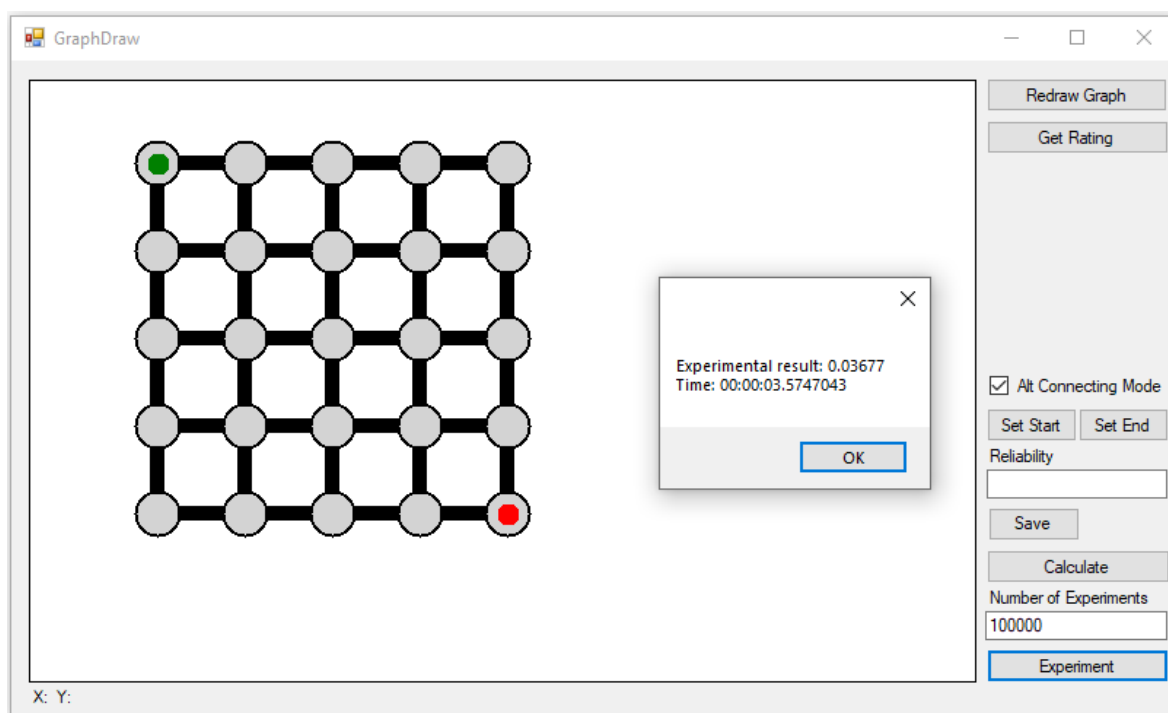 GraphDraw
Redraw Graph
Get Rating
Experimental result: 0.03677
Time: 00:00:03.5747043
OK
Alt Connecting Mode
Set Start Set End
Reliability
Save
Calculate
Number of Experiments
100000
Experiment
X: Y: